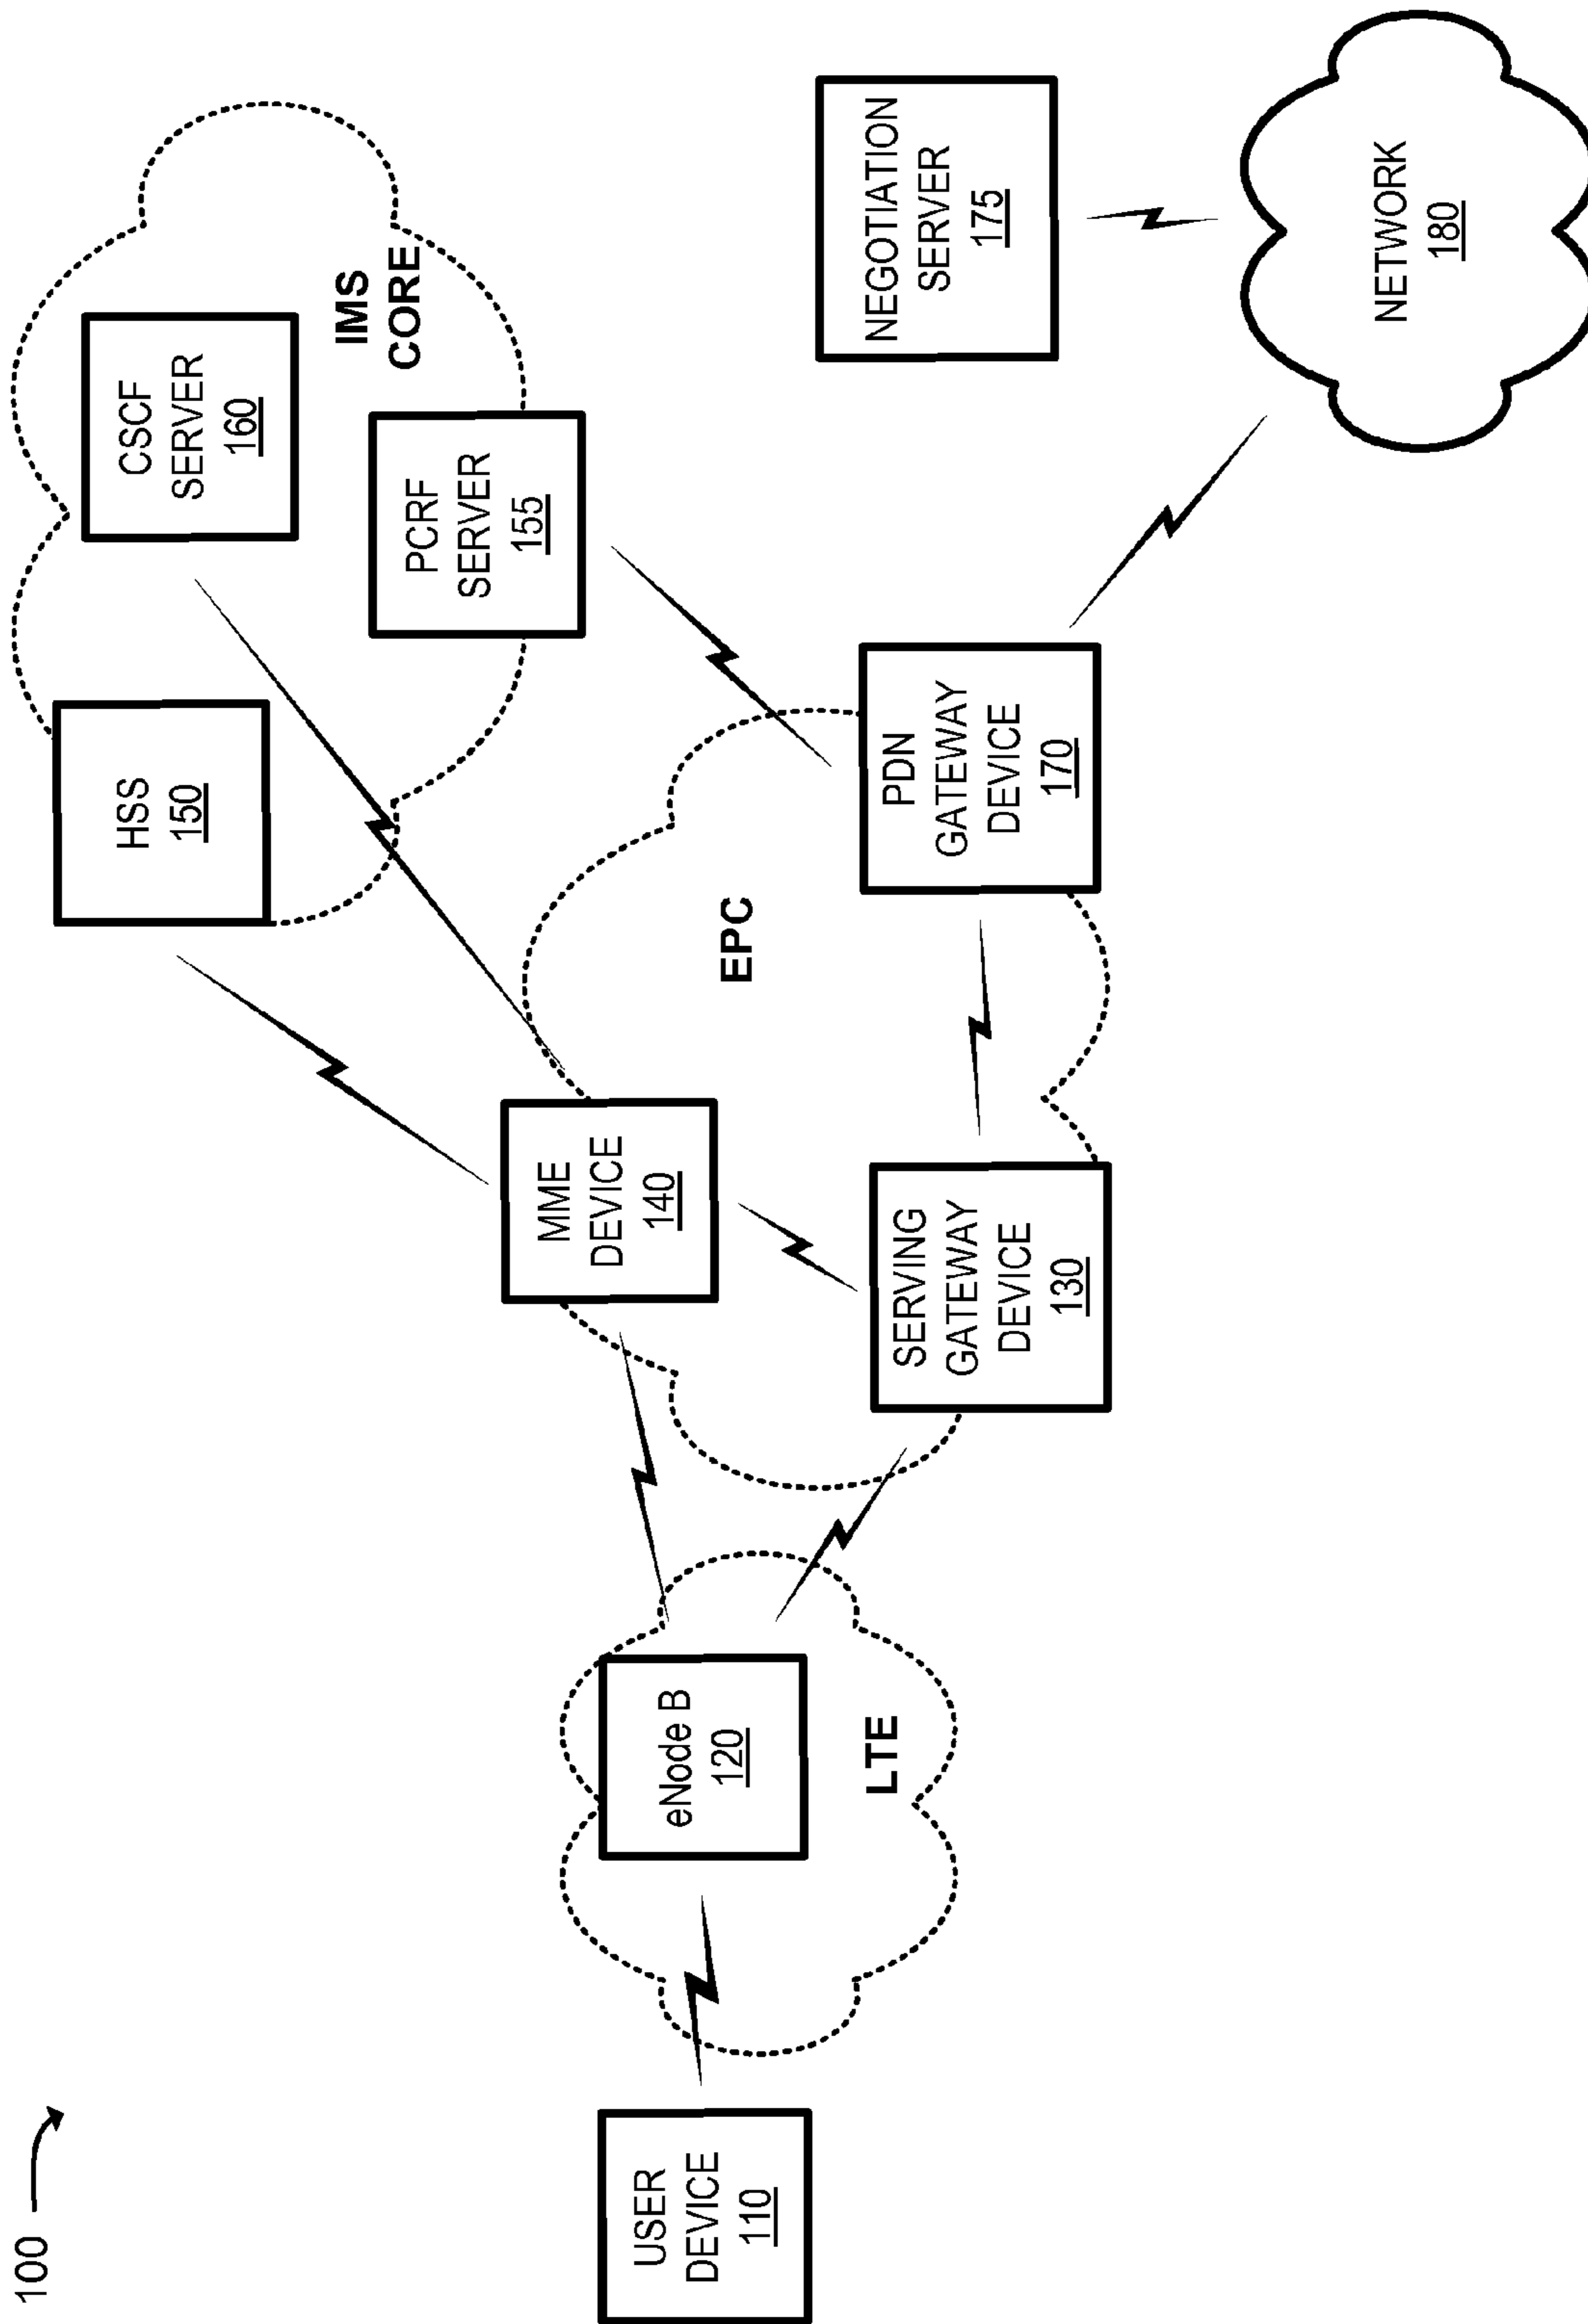 100
HSS
150
CSCF
SERVER
160
IMS
CORE
PCRF
SERVER
155
MME
DEVICE
140
EPC
USER
DEVICE
110
eNode B
120
LTE
SERVING
GATEWAY
DEVICE
130
PDN
GATEWAY
DEVICE
170
NEGOTIATION
SERVER
175
NETWORK
180